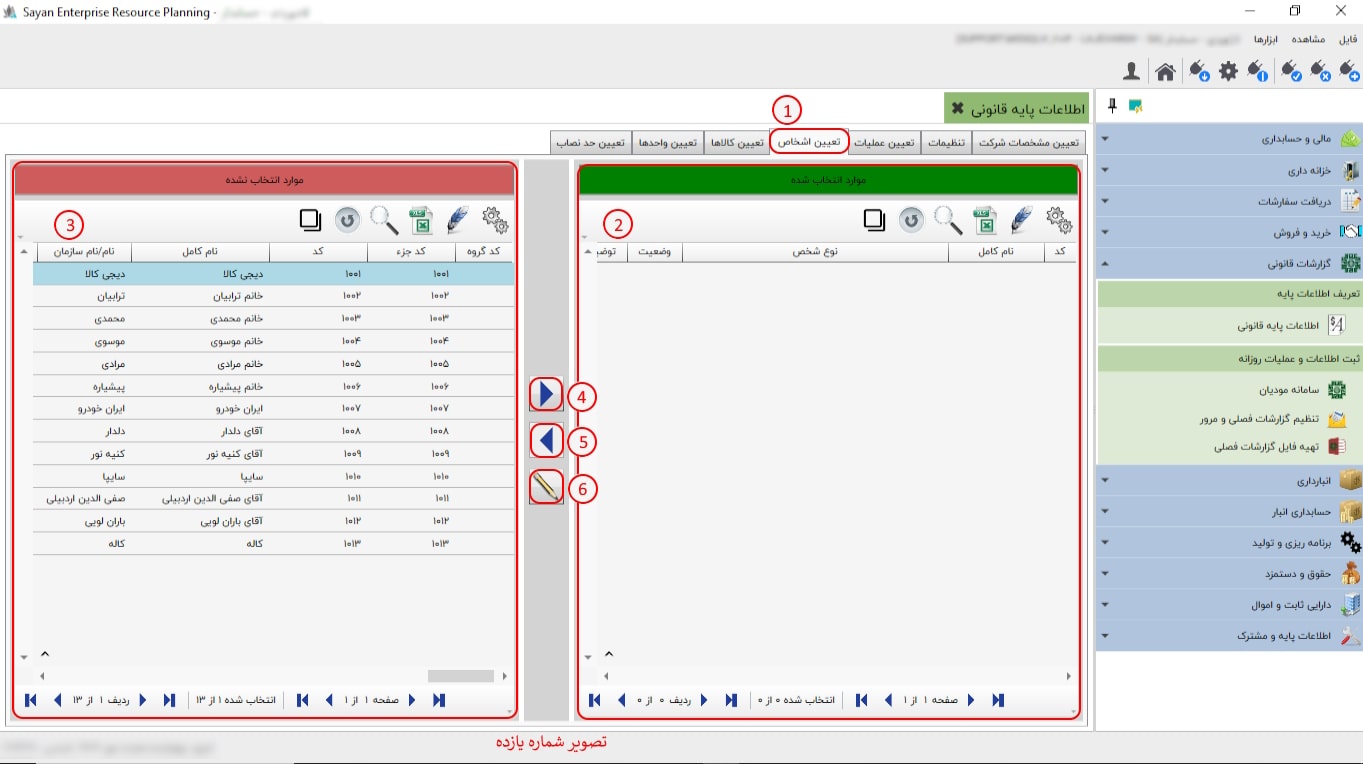 Sayan Enterprise Resource Planning -
فایل مشاهده ابزارها
اطلاعات پایه قانونی
1
تعیین مشخصات شرکت تنظیمات تعیین عملیات تعیین اشخاص تعیین کالاها تعیین واحدها تعیین حد نصاب
مالی و حسابداری
خزانه داری
دریافت سفارشات
خرید و فروش
گزارشات قانونی
تعریف اطلاعات پایه
اطلاعات پایه قانونی
ثبت اطلاعات و عملیات روزانه
سامانه مودیان
تنظیم گزارشات فصلی و مرور
تهیه فایل گزارشات فصلی
انبارداری
حسابداری انبار
برنامه ریزی و تولید
حقوق و دستمزد
دارایی ثابت و اموال
اطلاعات پایه و مشترک
موارد انتخاب شده
2
کد نام کامل نوع شخص وضعیت توضی
صفحه ۱ از ۱ انتخاب شده ۰ از ۰ ردیف ۰ از ۰
4
5
6
موارد انتخاب نشده
3
کد گروه کد جزء کد نام کامل نام/نام سازمان
۱۰۰۱ ۱۰۰۱ دیجی کالا دیجی کالا
۱۰۰۲ ۱۰۰۲ خانم ترابیان ترابیان
۱۰۰۳ ۱۰۰۳ خانم محمدی محمدی
۱۰۰۴ ۱۰۰۴ خانم موسوی موسوی
۱۰۰۵ ۱۰۰۵ خانم مرادی مرادی
۱۰۰۶ ۱۰۰۶ خانم پیشیاره پیشیاره
۱۰۰۷ ۱۰۰۷ ایران خودرو ایران خودرو
۱۰۰۸ ۱۰۰۸ آقای دلدار دلدار
۱۰۰۹ ۱۰۰۹ آقای کنیه نور کنیه نور
۱۰۱۰ ۱۰۱۰ سایپا سایپا
۱۰۱۱ ۱۰۱۱ آقای صفی الدین اردبیلی صفی الدین اردبیلی
۱۰۱۲ ۱۰۱۲ آقای باران لویی باران لویی
۱۰۱۳ ۱۰۱۳ کاله کاله
صفحه ۱ از ۱ انتخاب شده ۱ از ۱۳ ردیف ۱ از ۱۳
تصویر شماره یازده